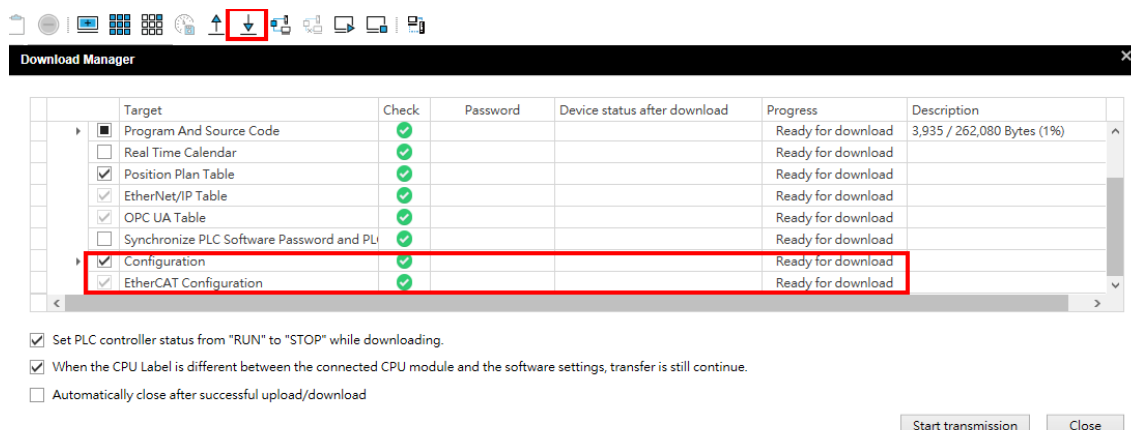 Download Manager
Target Check Password Device status after download Progress Description
Program And Source Code Ready for download 3,935 / 262,080 Bytes (1%)
Real Time Calendar Ready for download
Position Plan Table Ready for download
EtherNet/IP Table Ready for download
OPC UA Table Ready for download
Synchronize PLC Software Password and Ready for download
Configuration Ready for download
EtherCAT Configuration Ready for download
Set PLC controller status from "RUN" to "STOP" while downloading.
When the CPU Label is different between the connected CPU module and the software settings, transfer is still continue.
Automatically close after successful upload/download
Start transmission Close